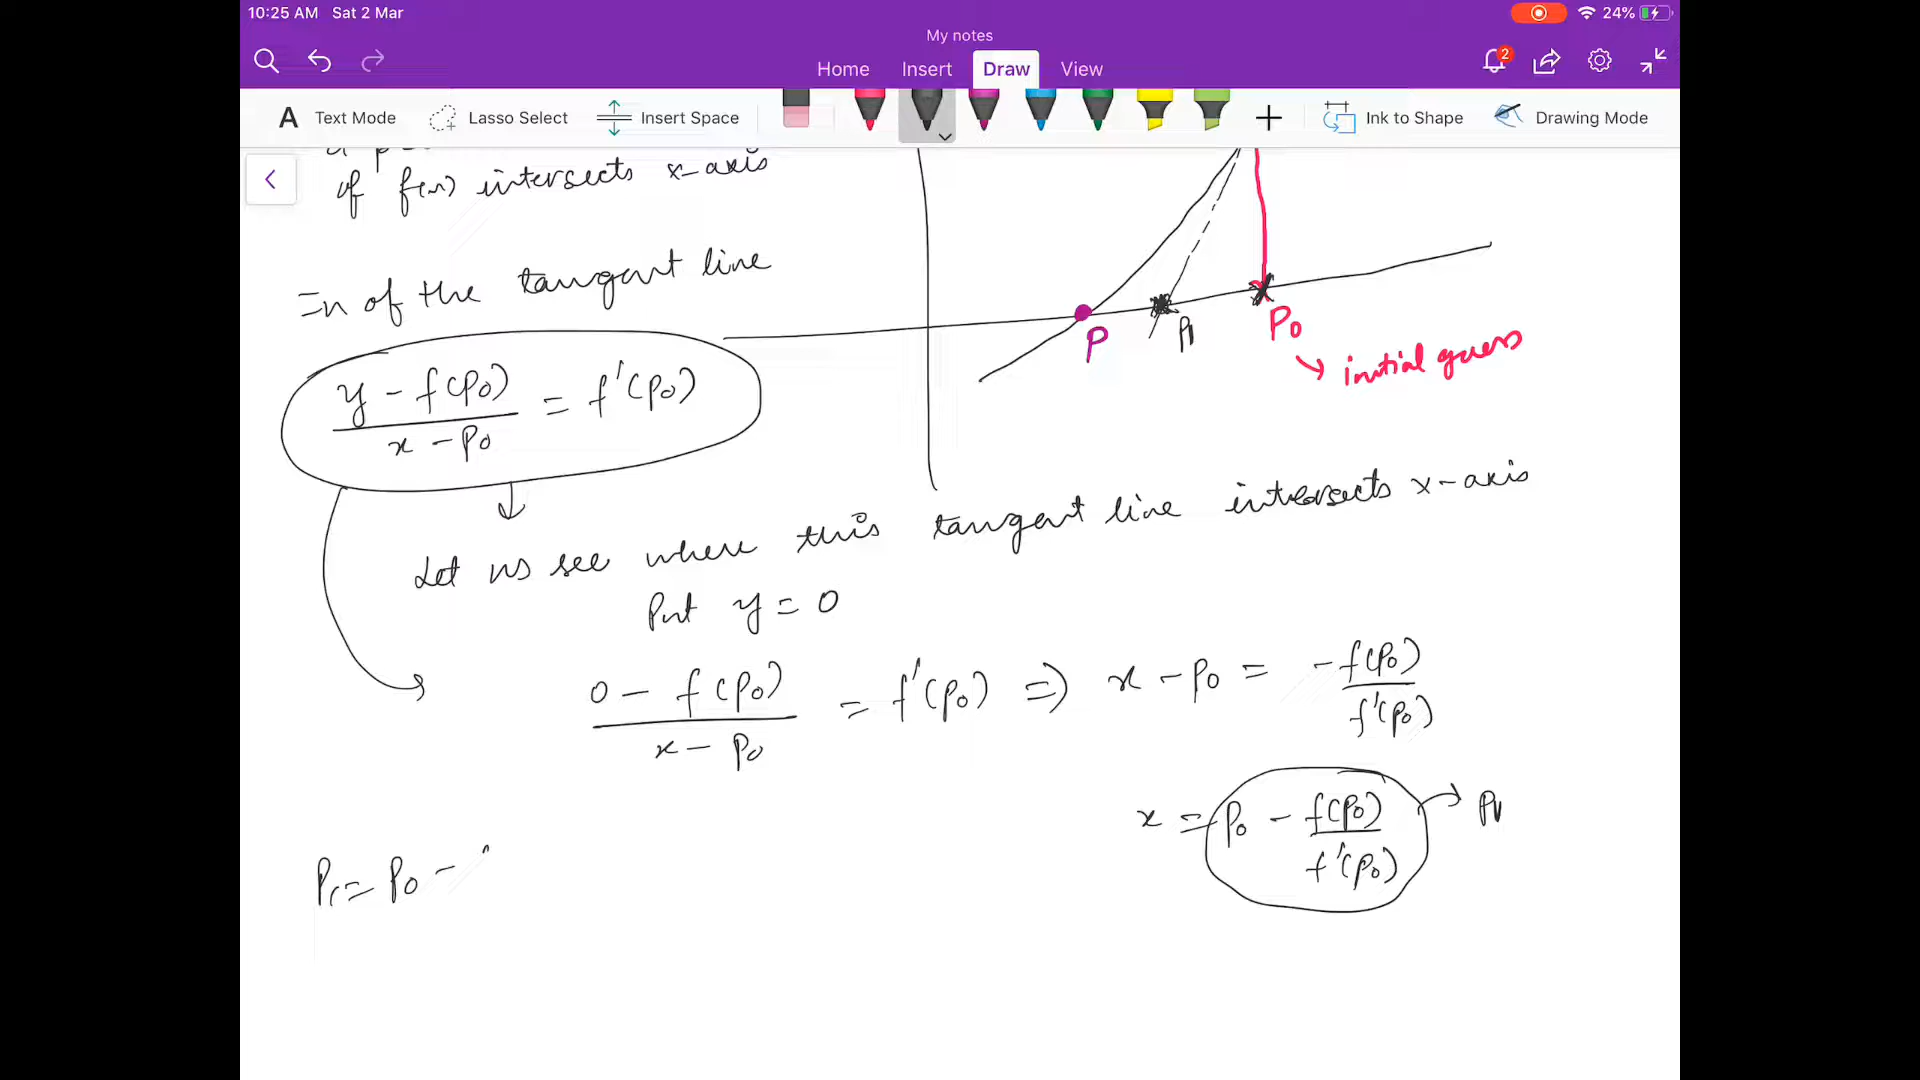 10:25 AM Sat 2 Mar
24%
My notes
Home Insert Draw View
2
A Text Mode Lasso Select Insert Space + Ink to Shape Drawing Mode
of f(x) intersects x-axis
=n of the tangent line
y - f(p0) / x - p0 = f'(p0)
P
P1
P0
→ initial guess
Let us see where this tangent line intersects x-axis
Put y = 0
0 - f(p0) / x - p0 = f'(p0) ⇒ x - p0 = -f(p0) / f'(p0)
x = p0 - f(p0) / f'(p0) → P1
P1 = P0 -